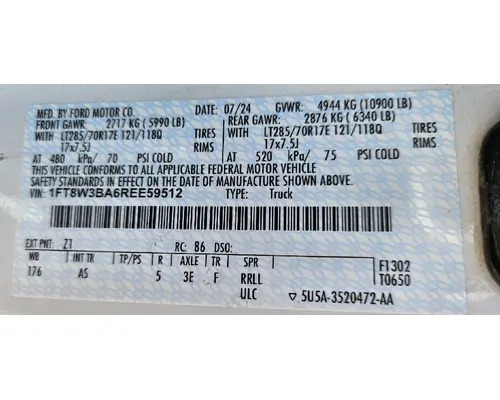 MFD. BY FORD MOTOR CO. DATE: 07/24 GVWR: 4944 KG (10900 LB)
FRONT GAWR: 2717 KG ( 5990 LB) REAR GAWR: 2876 KG ( 6340 LB)
WITH LT285/70R17E 121/118Q TIRES WITH LT285/70R17E 121/118Q TIRES
17x7.5J RIMS 17x7.5J RIMS
AT 480 kPa/ 70 PSI COLD AT 520 kPa/ 75 PSI COLD
THIS VEHICLE CONFORMS TO ALL APPLICABLE FEDERAL MOTOR VEHICLE
SAFETY STANDARDS IN EFFECT ON THE DATE OF MANUFACTURE SHOWN ABOVE.
VIN: 1FT8W3BA6REE59512 TYPE: Truck
EXT PNT: Z1 RC: 86 DSO:
WB INT TR TP/PS R AXLE TR SPR F1302
176 AS 5 3E F RRLL T0650
ULC ▽ 5U5A-3520472-AA